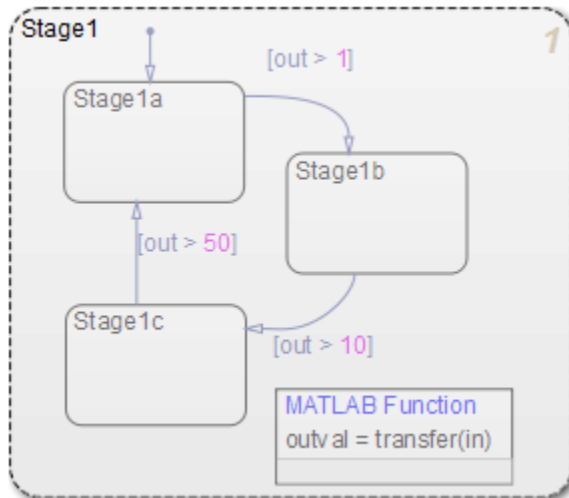 Stage1
1
[out > 1]
Stage1a
Stage1b
[out > 50]
Stage1c
[out > 10]
MATLAB Function
outval = transfer(in)